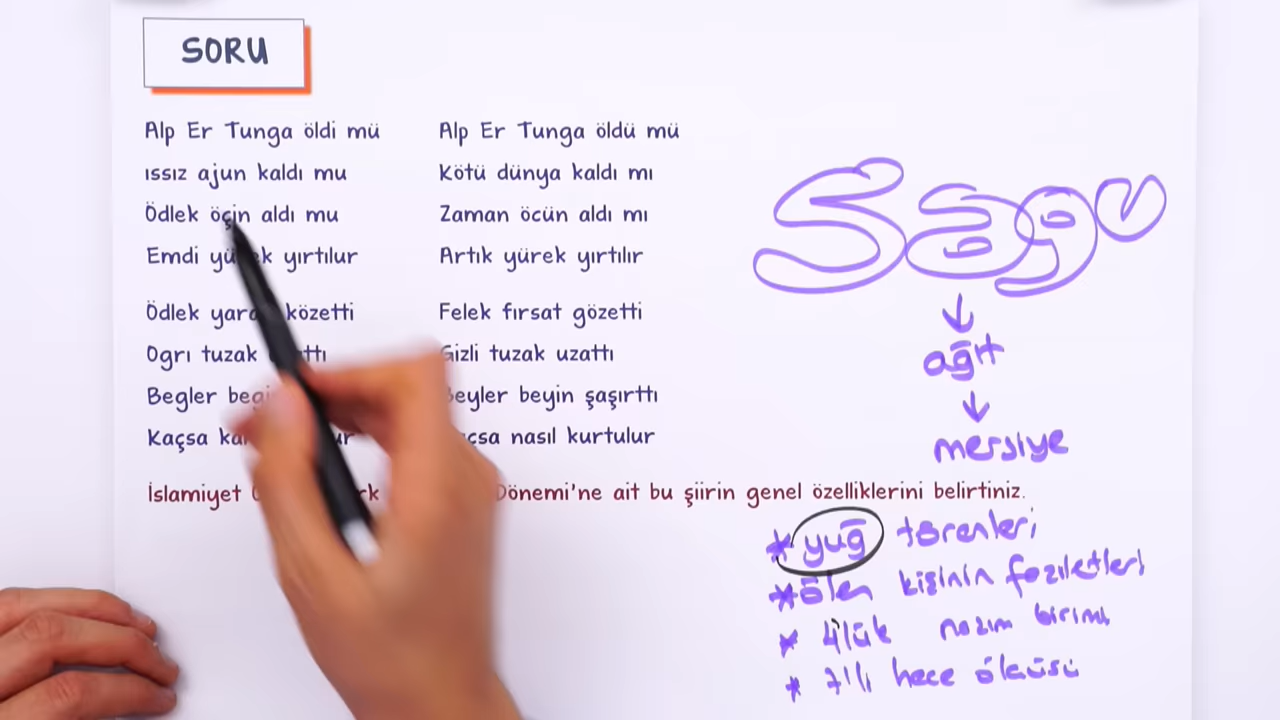 SORU
Alp Er Tunga öldi mü
ıssız ajun kaldı mu
Ödlek öçin aldı mu
Emdi yürek yırtılur
Ödlek közetti
Ogrı tuzak
Begler
Kaçsa
Alp Er Tunga öldü mü
Kötü dünya kaldı mı
Zaman öcün aldı mı
Artık yürek yırtılır
Felek fırsat gözetti
Gizli tuzak uzattı
Beyler beyin şaşırttı
nasıl kurtulur
İslamiyet Dönemi'ne ait bu şiirin genel özelliklerini belirtiniz.
Sagu
ağıt
mersiye
* yuğ törenleri
* ölen kişinin faziletleri
* 4'lük nazım birimi
* 7'li hece ölçüsü